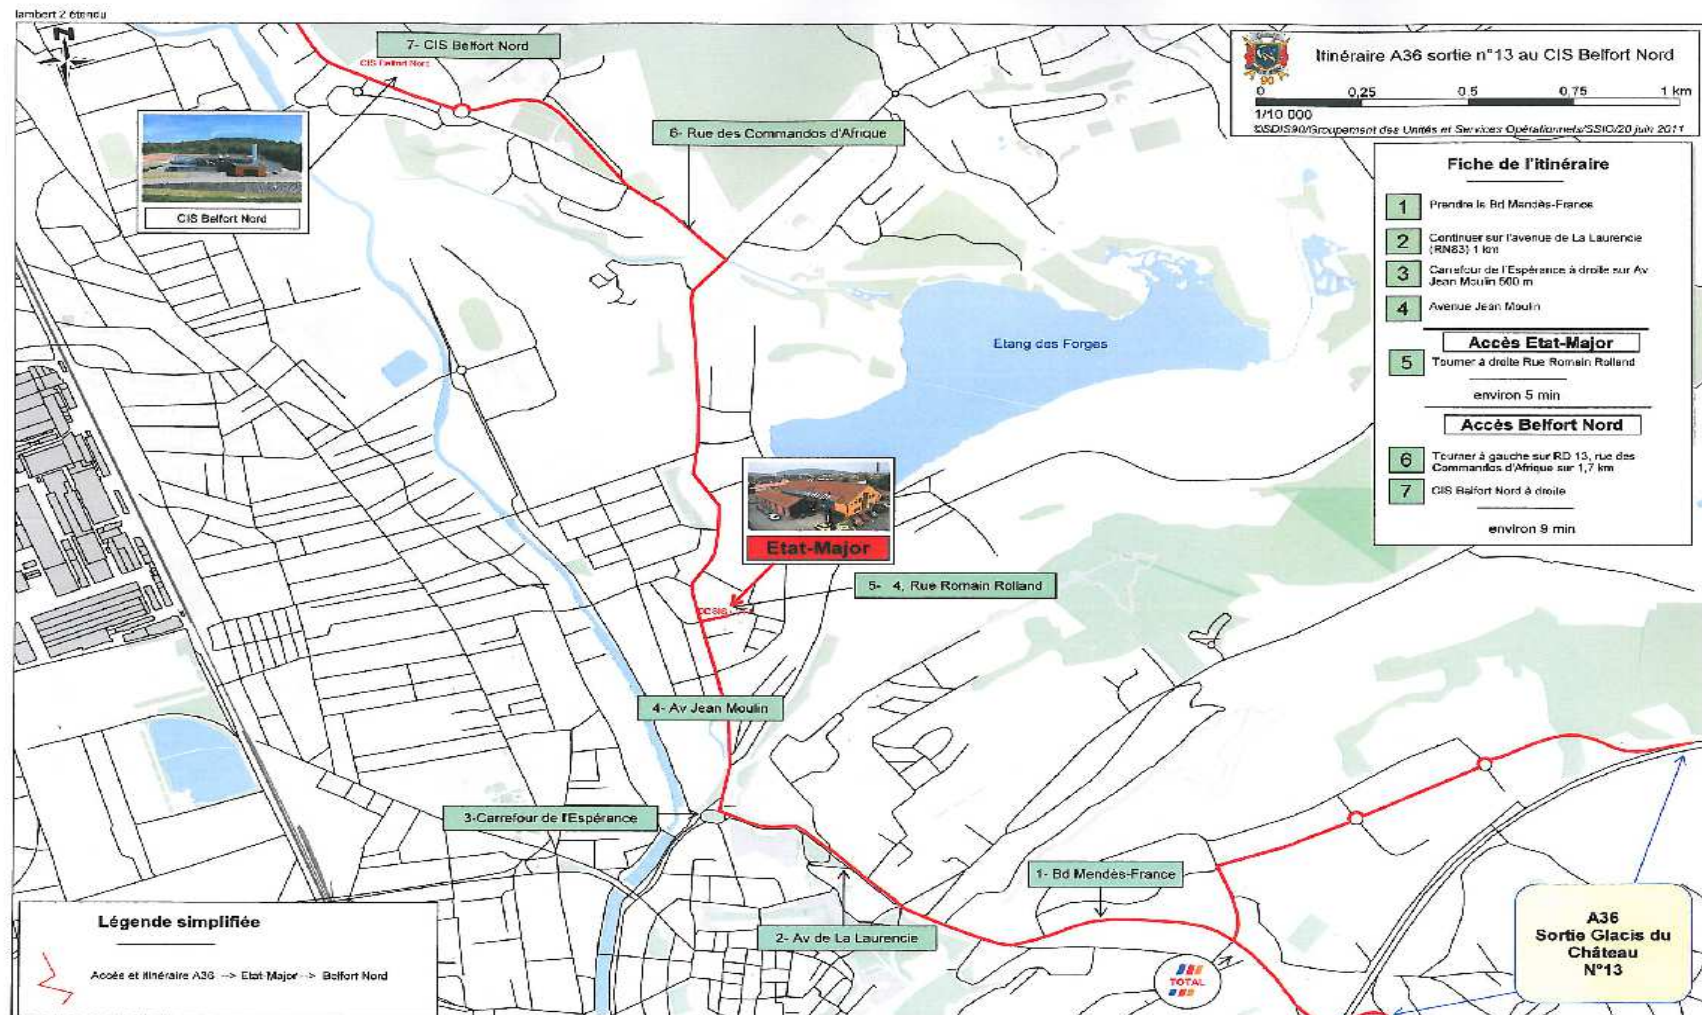 lambert 2 étendu
N
7- CIS Belfort Nord
CIS Belfort Nord
CIS Belfort Nord
6- Rue des Commandos d'Afrique
90
Itinéraire A36 sortie n°13 au CIS Belfort Nord
0 0,25 0,5 0,75 1 km
1/10 000
©SDIS90/Groupement des Unités et Services Opérationnels/SSIO/20 juin 2011
Fiche de l'itinéraire
1 Prendre le Bd Mendès-France
2 Continuer sur l'avenue de La Laurencie
(RN83) 1 km
3 Carrefour de l'Espérance à droite sur Av
Jean Moulin 500 m
4 Avenue Jean Moulin
Accès Etat-Major
5 Tourner à droite Rue Romain Rolland
environ 5 min
Accès Belfort Nord
6 Tourner à gauche sur RD 13, rue des
Commandos d'Afrique sur 1,7 km
7 CIS Belfort Nord à droite
environ 9 min
Etang des Forges
Etat-Major
5- 4, Rue Romain Rolland
4- Av Jean Moulin
3-Carrefour de l'Espérance
1- Bd Mendès-France
2- Av de La Laurencie
TOTAL
A36
Sortie Glacis du
Château
N°13
Légende simplifiée
Accès et itinéraire A36 --> Etat-Major --> Belfort Nord